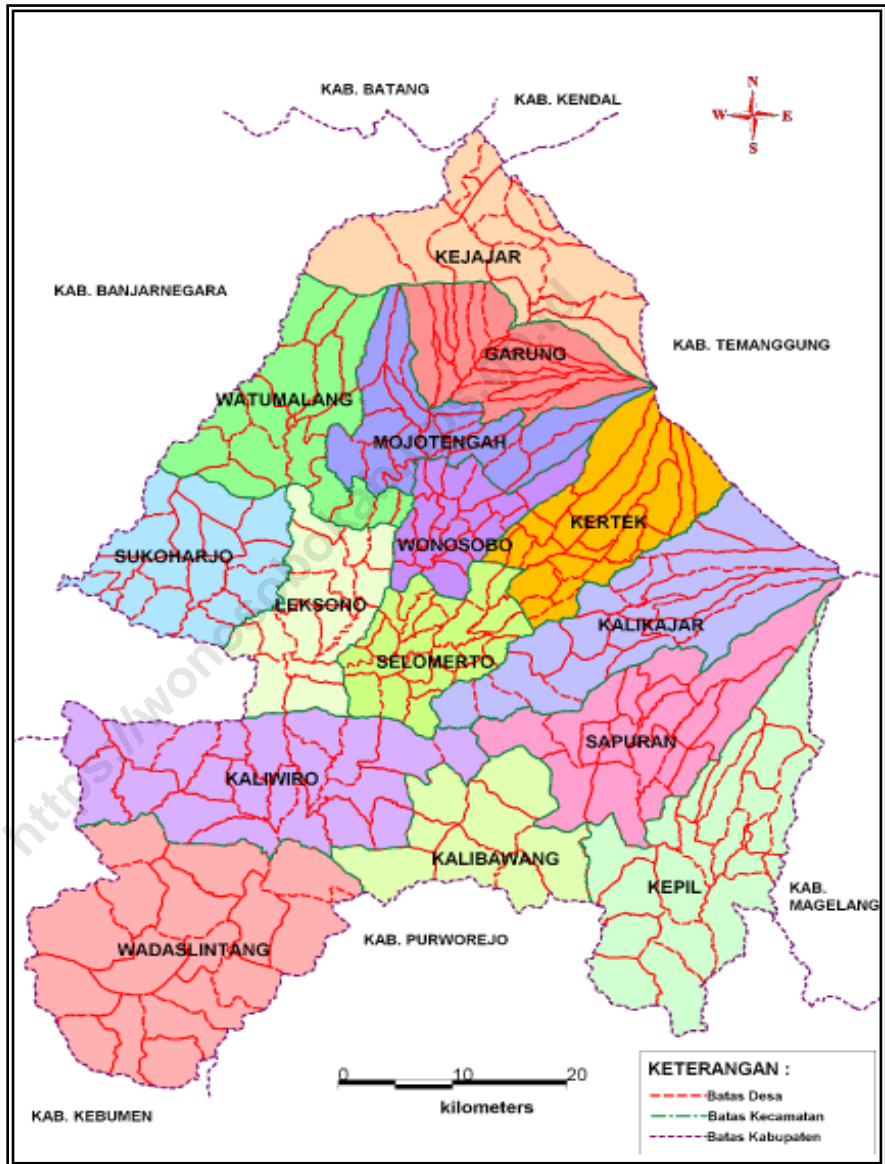 KAB. BATANG
KAB. KENDAL
N
W E
S
KEJAJAR
KAB. BANJARNEGARA
KAB. TEMANGGUNG
GARUNG
WATUMALANG
MOJOTENGAH
KERTEK
WONOSOBO
SUKOHARJO
LEKSONO
KALIKAJAR
SELOMERTO
SAPURAN
KALIWIRO
KALIBAWANG
KEPIL
KAB.
MAGELANG
WADASLINTANG
KAB. PURWOREJO
0 10 20
kilometers
KETERANGAN :
Batas Desa
Batas Kecamatan
Batas Kabupaten
KAB. KEBUMEN